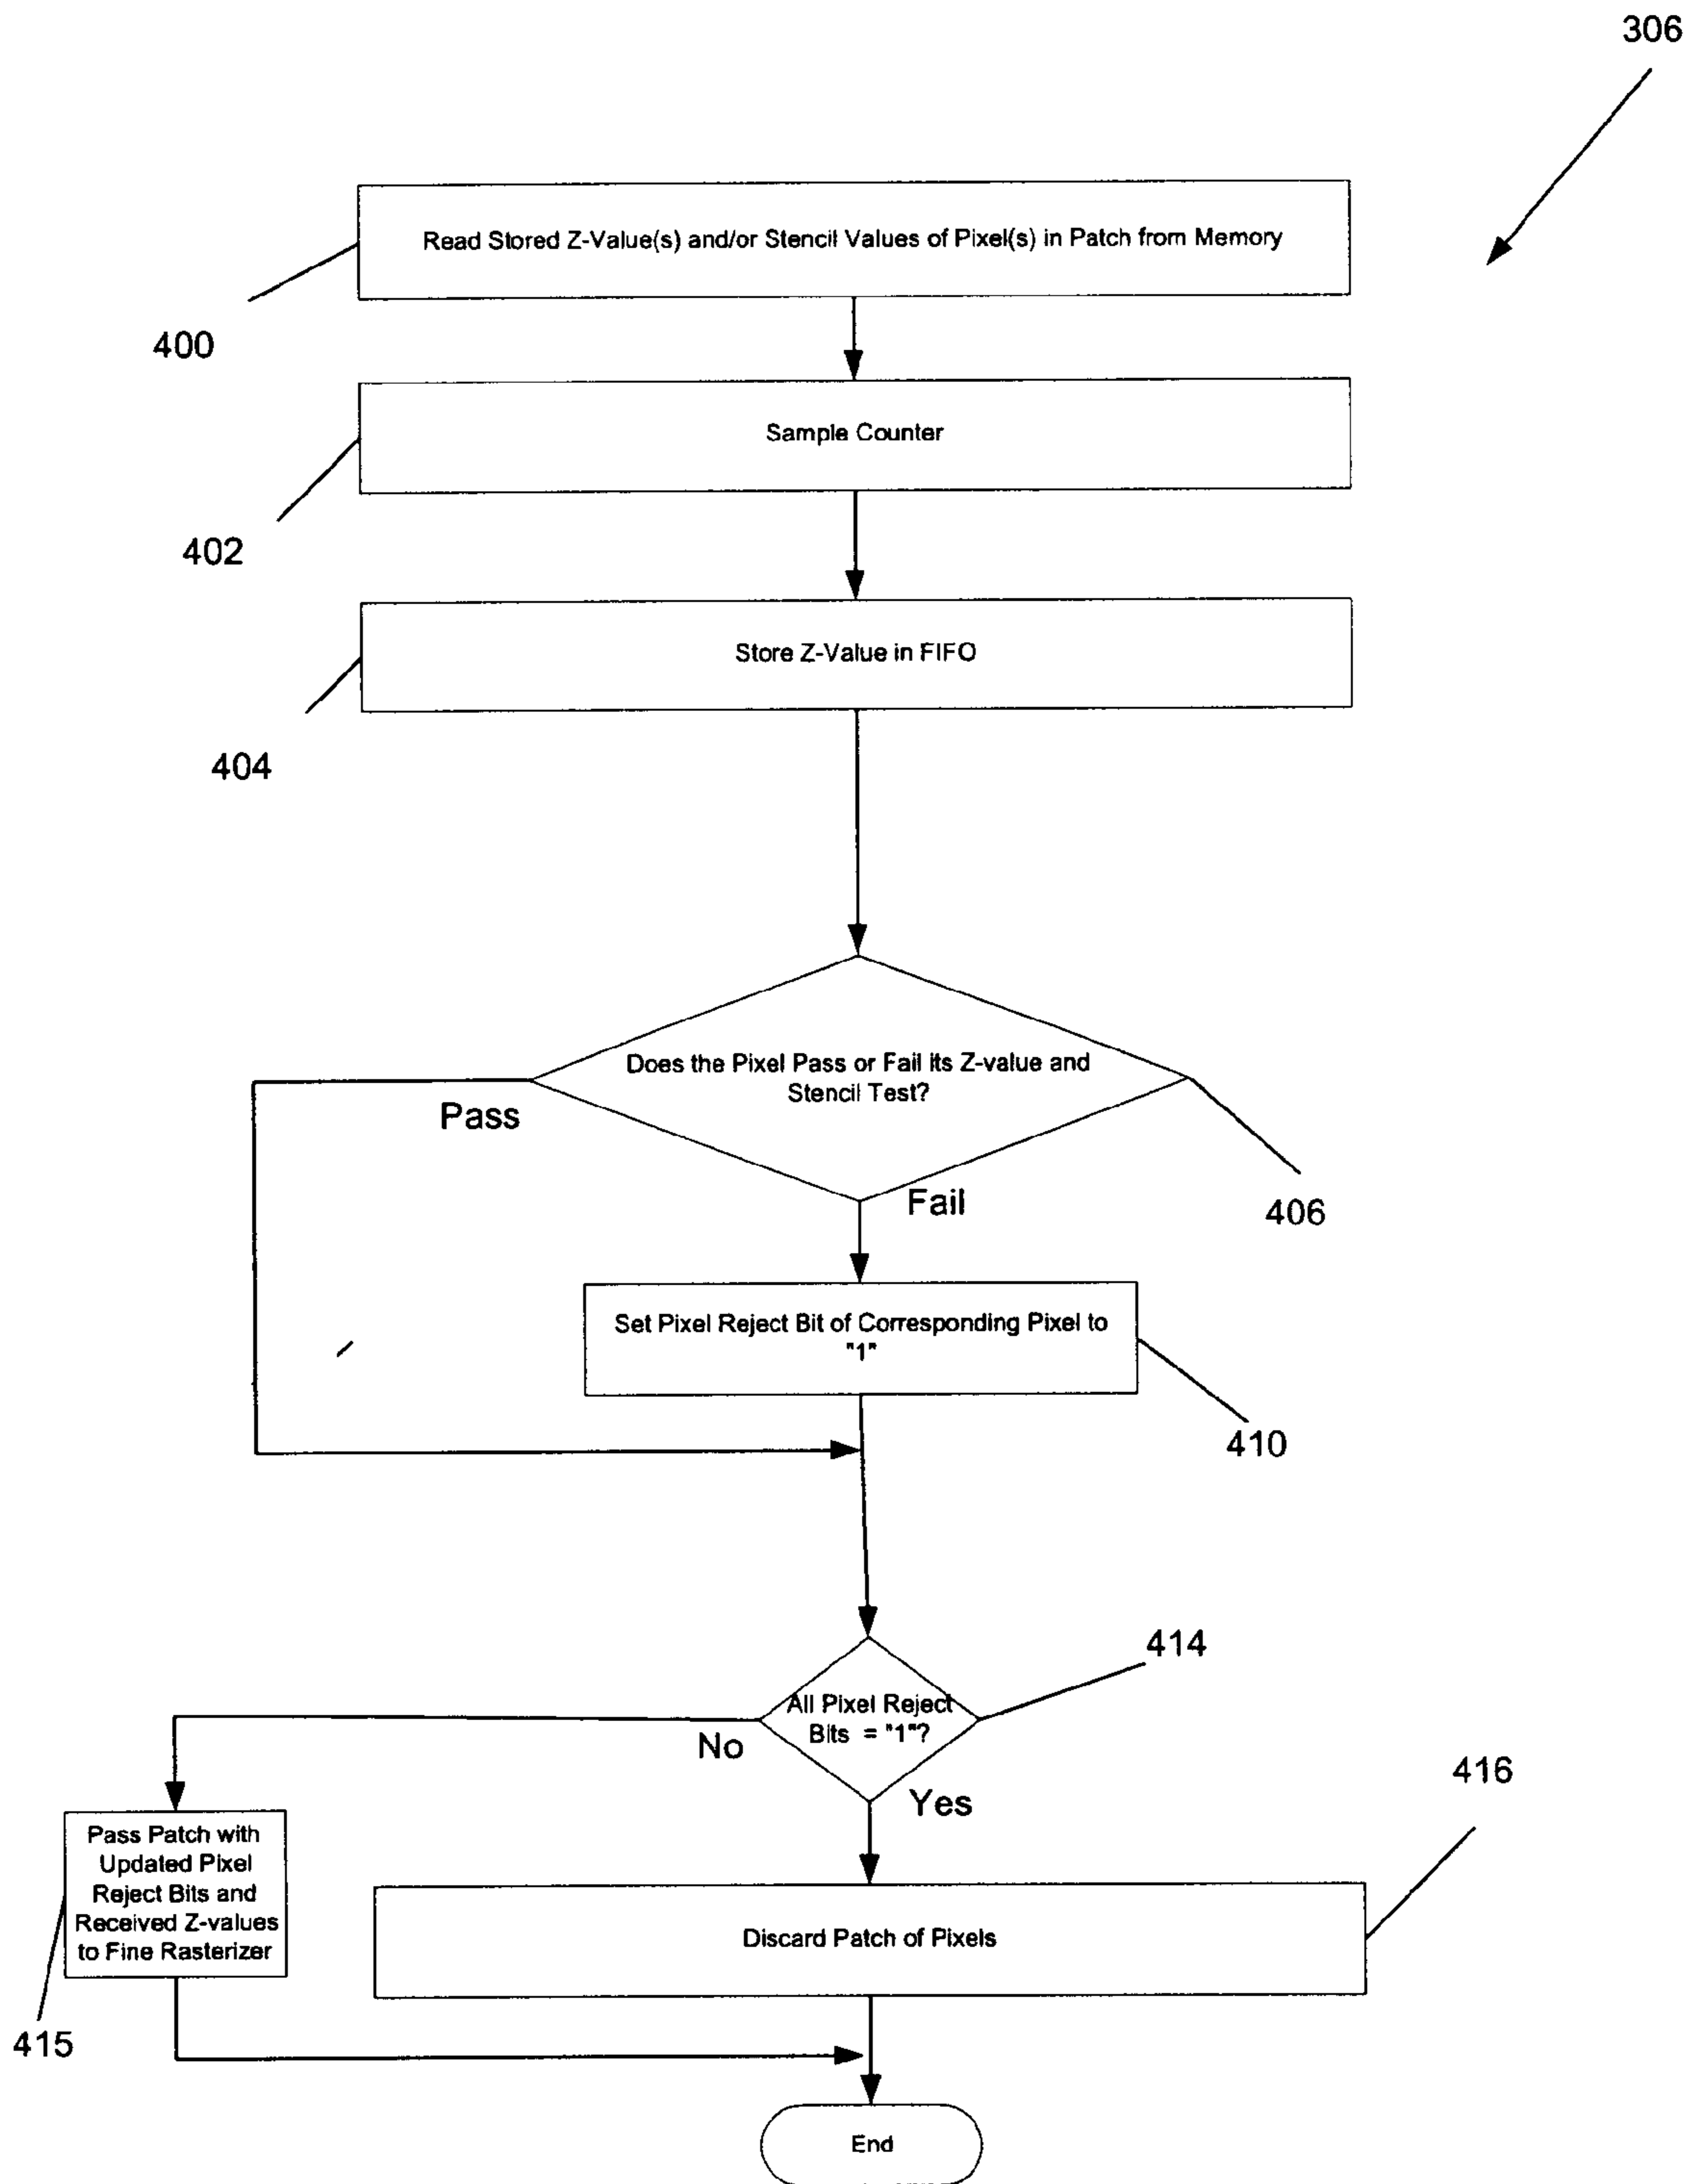 306
Read Stored Z-Value(s) and/or Stencil Values of Pixel(s) in Patch from Memory
400
Sample Counter
402
Store Z-Value in FIFO
404
Does the Pixel Pass or Fail its Z-value and
Stencil Test?
Pass
Fail
406
Set Pixel Reject Bit of Corresponding Pixel to
"1"
410
414
All Pixel Reject
Bits = "1"?
No
Yes
416
Pass Patch with
Updated Pixel
Reject Bits and
Received Z-values
to Fine Rasterizer
Discard Patch of Pixels
415
End